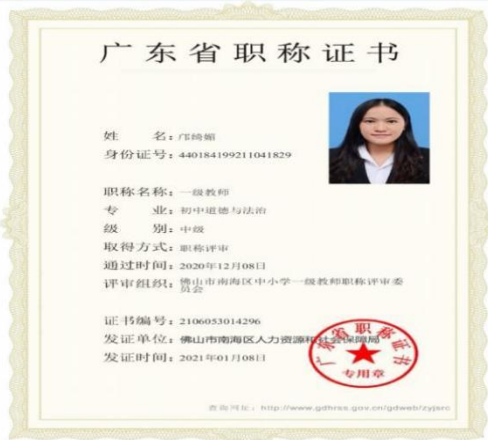 广东省职称证书
姓 名：邝绮媚
身份证号：440184199211041829
职称名称：一级教师
专 业：初中道德与法治
级 别：中级
取得方式：职称评审
通过时间：2020年12月08日
评审组织：佛山市南海区中小学一级教师职称评审委
员会
证书编号：2106053014296
发证单位：佛山市南海区人力资源和社会保障局
发证时间：2021年01月08日
广东省职称证书
专用章
查询网址：http://www.gdhrss.gov.cn/gdweb/zyjsrc